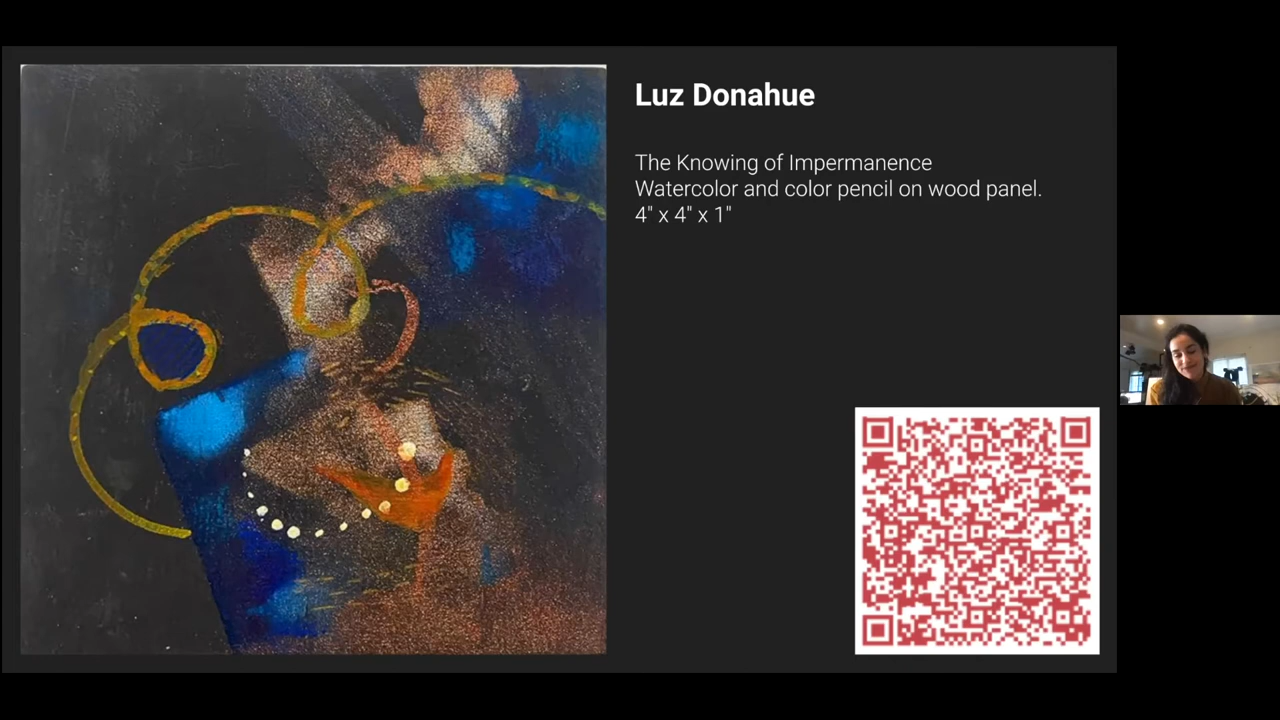 Luz Donahue
The Knowing of Impermanence
Watercolor and color pencil on wood panel.
4" x 4" x 1"